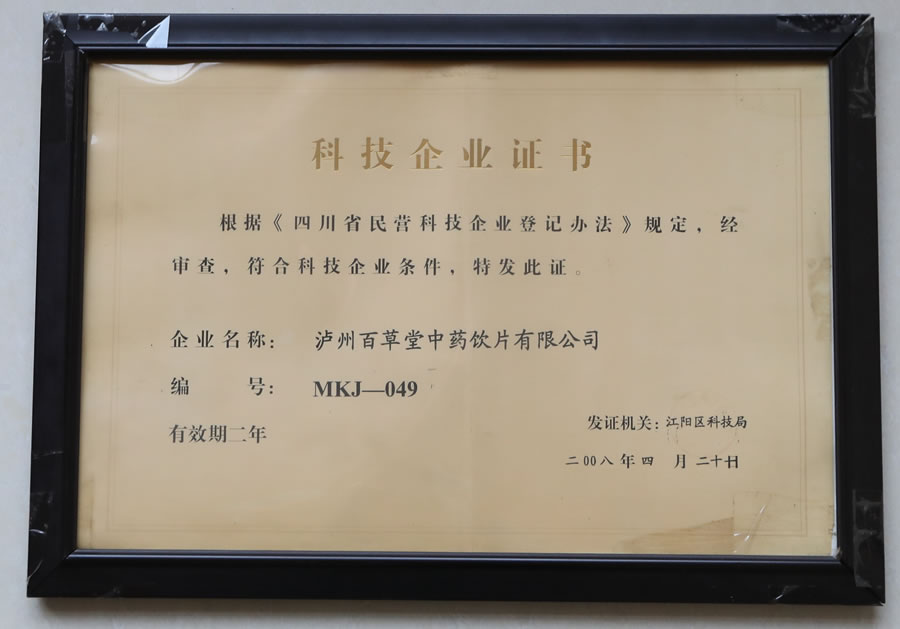 科技企业证书
根据《四川省民营科技企业登记办法》规定，经
审查，符合科技企业条件，特发此证。
企业名称：泸州百草堂中药饮片有限公司
编 号：MKJ—049
有效期二年
发证机关：江阳区科技局
二00八年四 月二十日